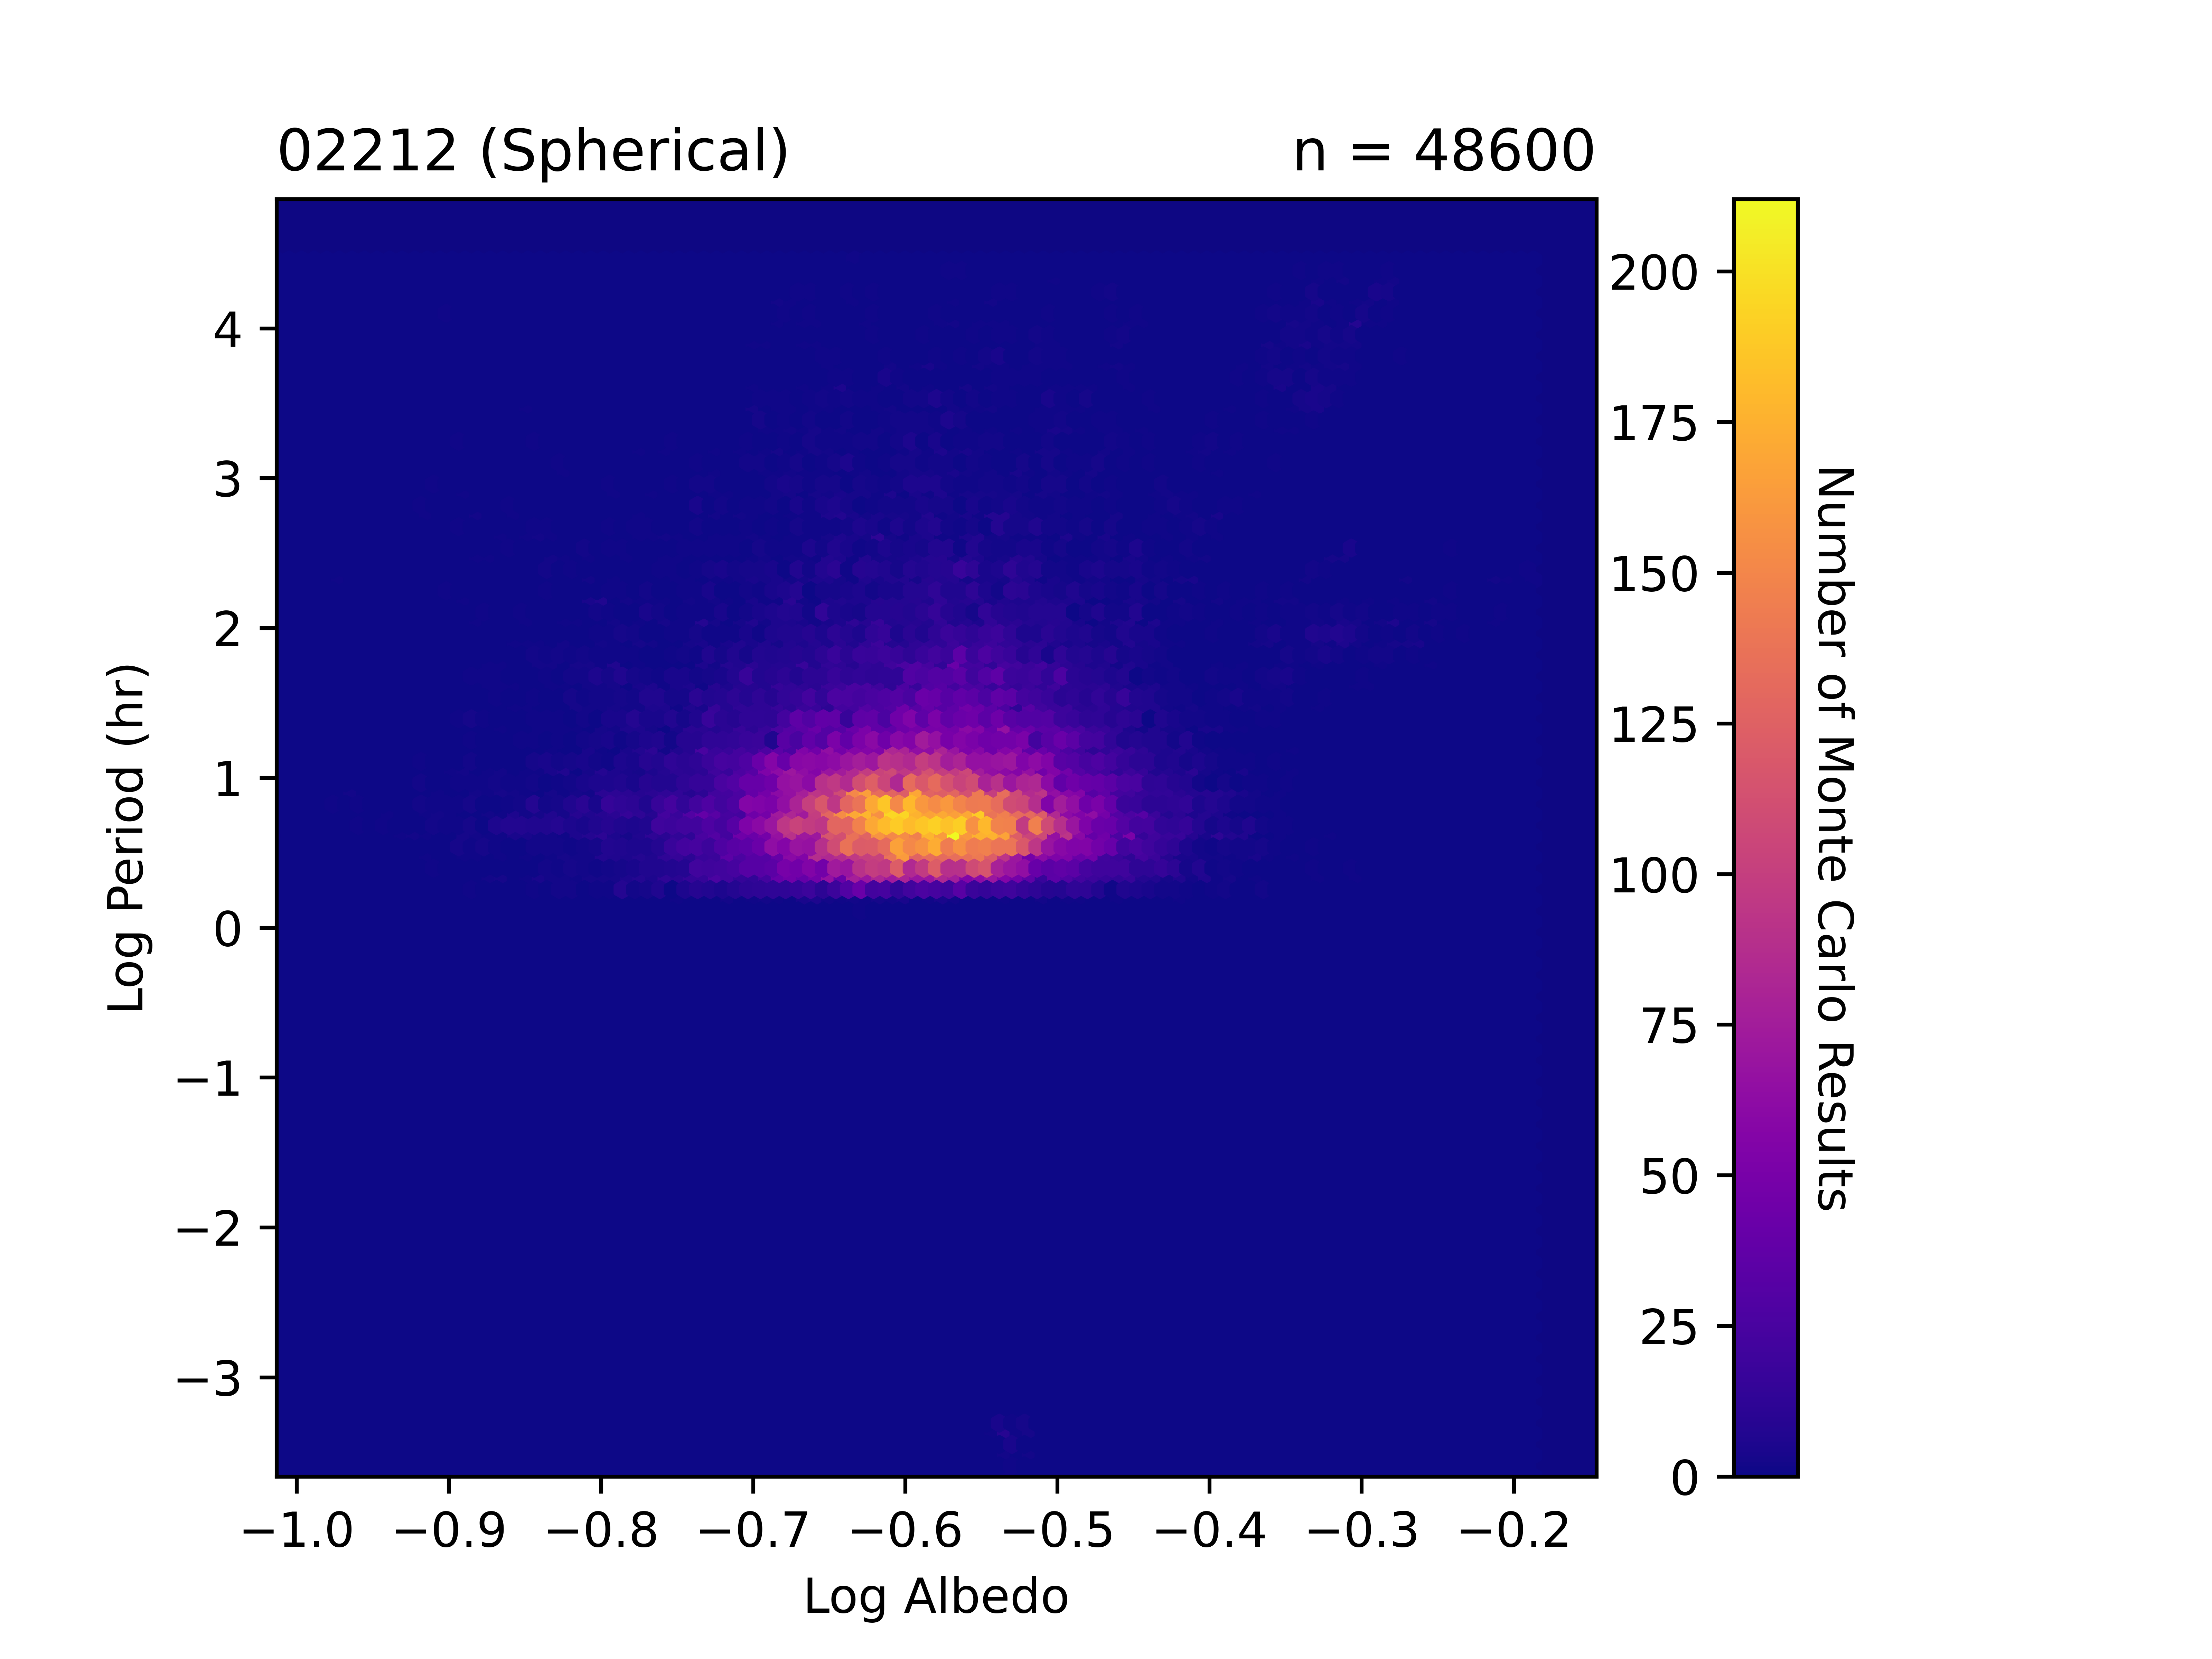 02212 (Spherical)
n = 48600
Log Period (hr)
4
3
2
1
0
−1
−2
−3
−1.0 −0.9 −0.8 −0.7 −0.6 −0.5 −0.4 −0.3 −0.2
Log Albedo
200
175
150
125
100
75
50
25
0
Number of Monte Carlo Results